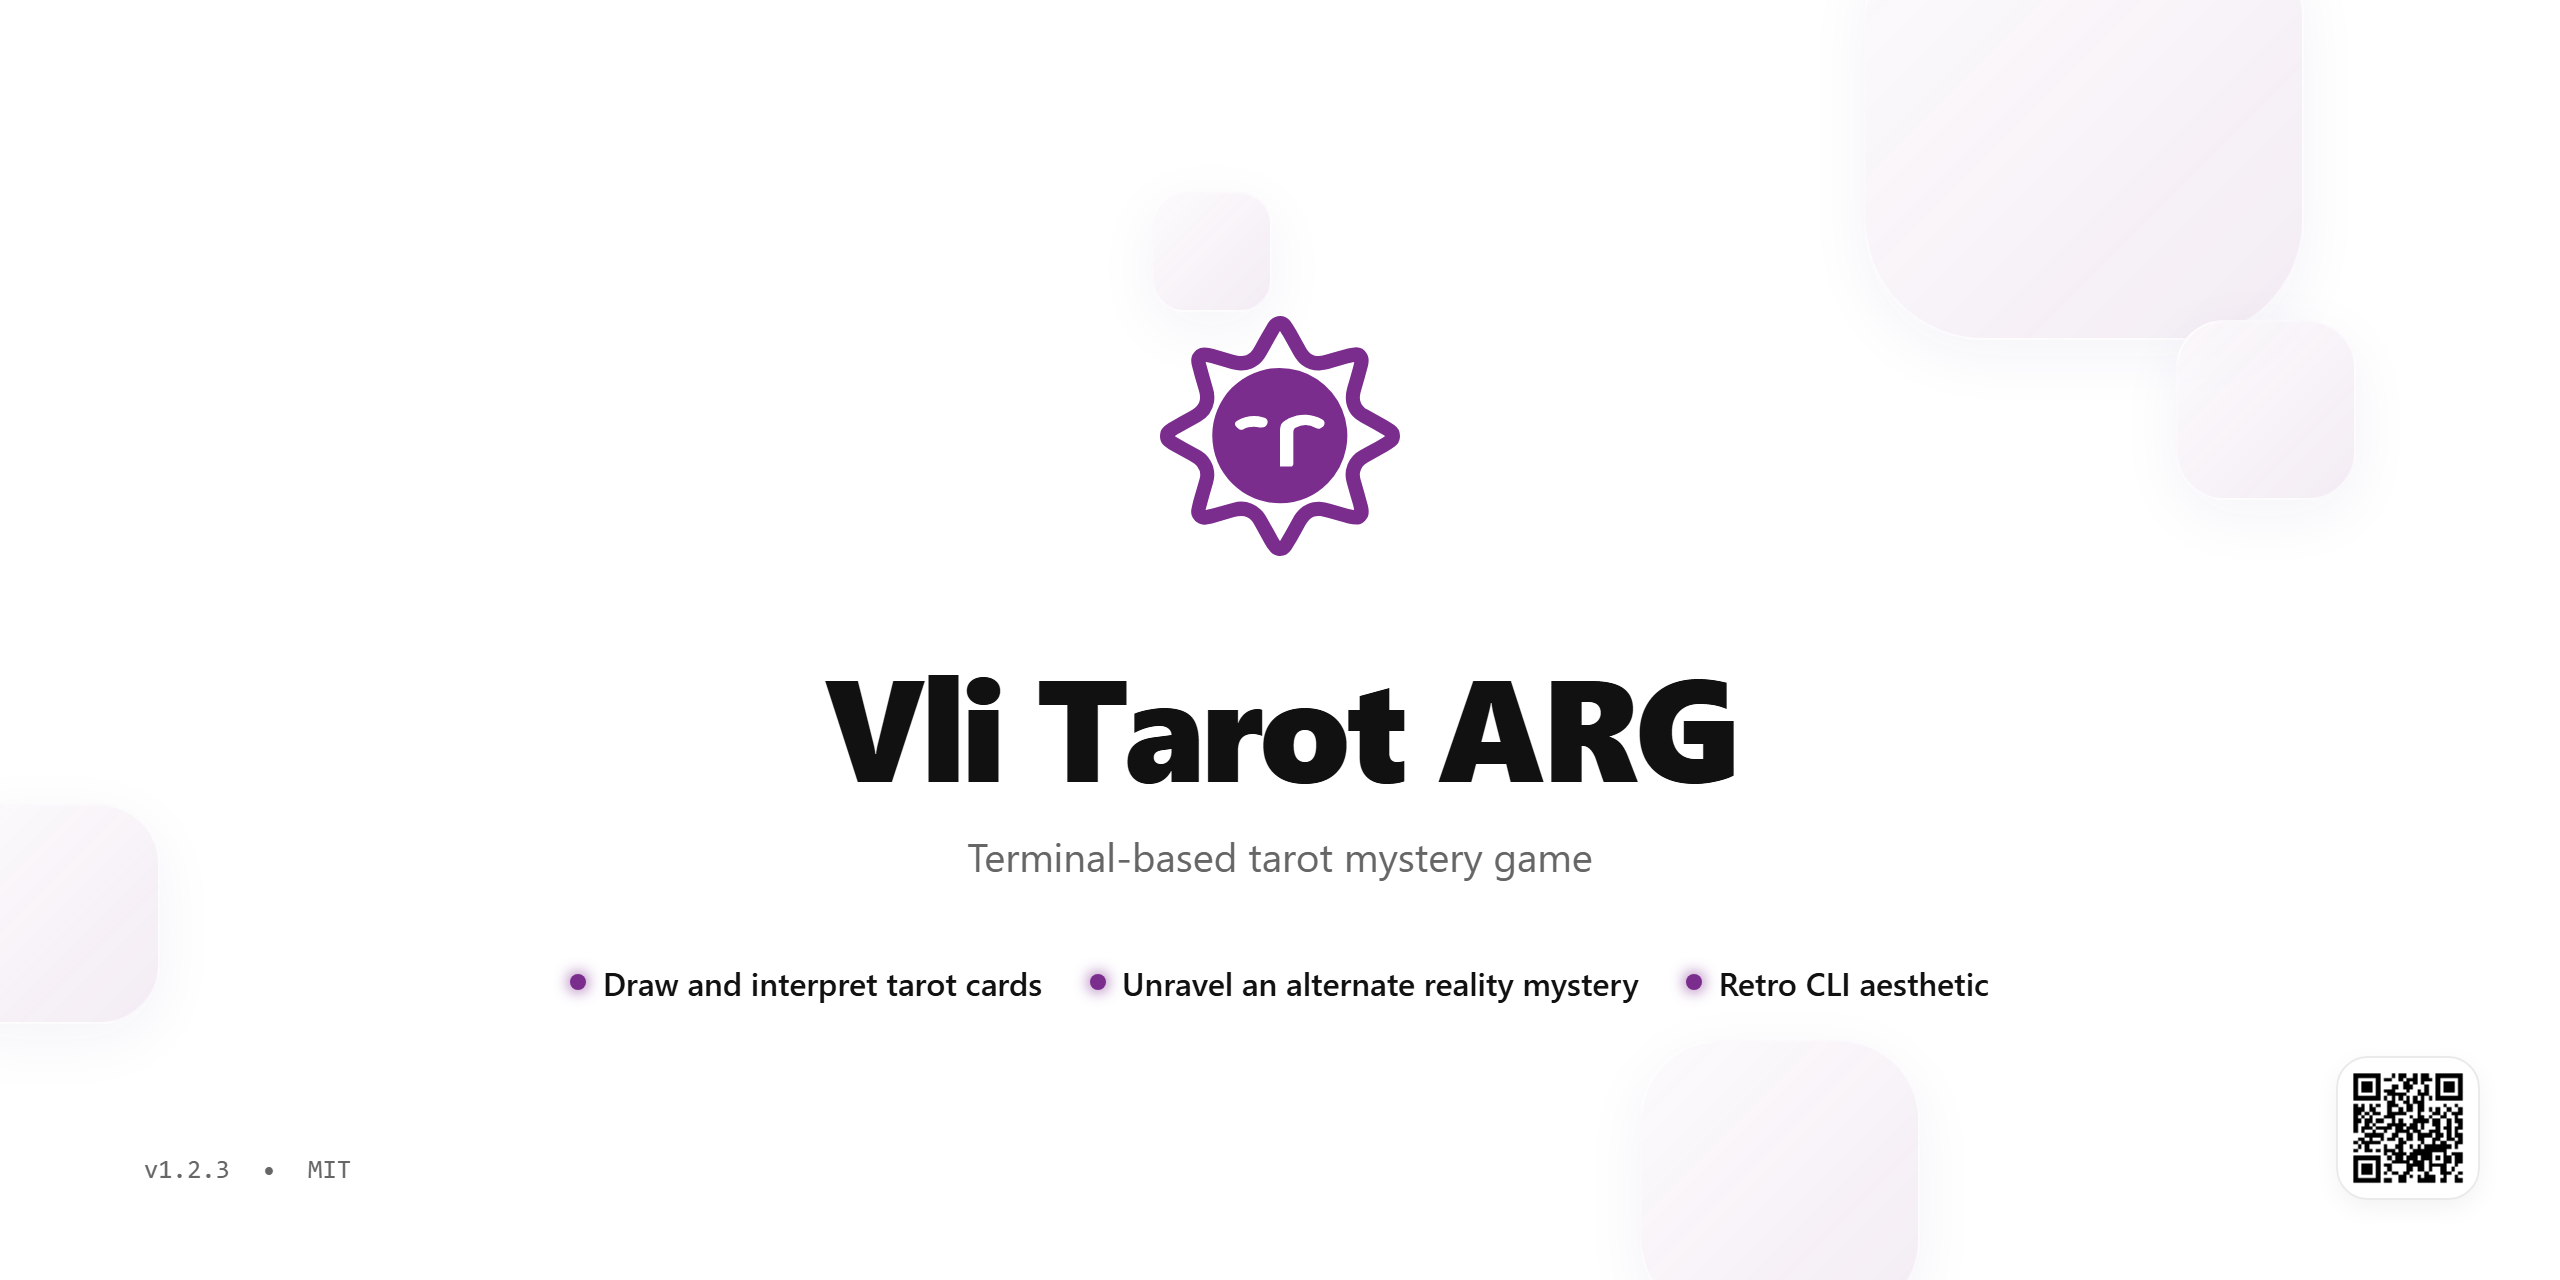 Vli Tarot ARG
Terminal-based tarot mystery game
Draw and interpret tarot cards Unravel an alternate reality mystery Retro CLI aesthetic
v1.2.3 • MIT